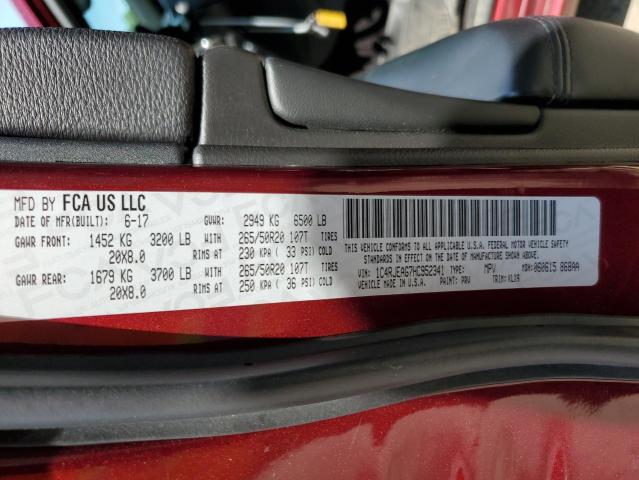 MFD BY FCA US LLC
DATE OF MFR(BUILT): 6-17 GVWR: 2949 KG 6500 LB
GAWR FRONT: 1452 KG 3200 LB WITH 265/50R20 107T TIRES
20X8.0 RIMS AT 230 KPA ( 33 PSI) COLD
GAWR REAR: 1679 KG 3700 LB WITH 265/50R20 107T TIRES
20X8.0 RIMS AT 250 KPA ( 36 PSI) COLD
THIS VEHICLE CONFORMS TO ALL APPLICABLE U.S.A. FEDERAL MOTOR VEHICLE SAFETY
STANDARDS IN EFFECT ON THE DATE OF MANUFACTURE SHOWN ABOVE.
VIN: 1C4RJEAG7HC952341 TYPE: MPV MDH: 060615 868AA
VEHICLE MADE IN U.S.A. PAINT: PRV TRIM: XLX9